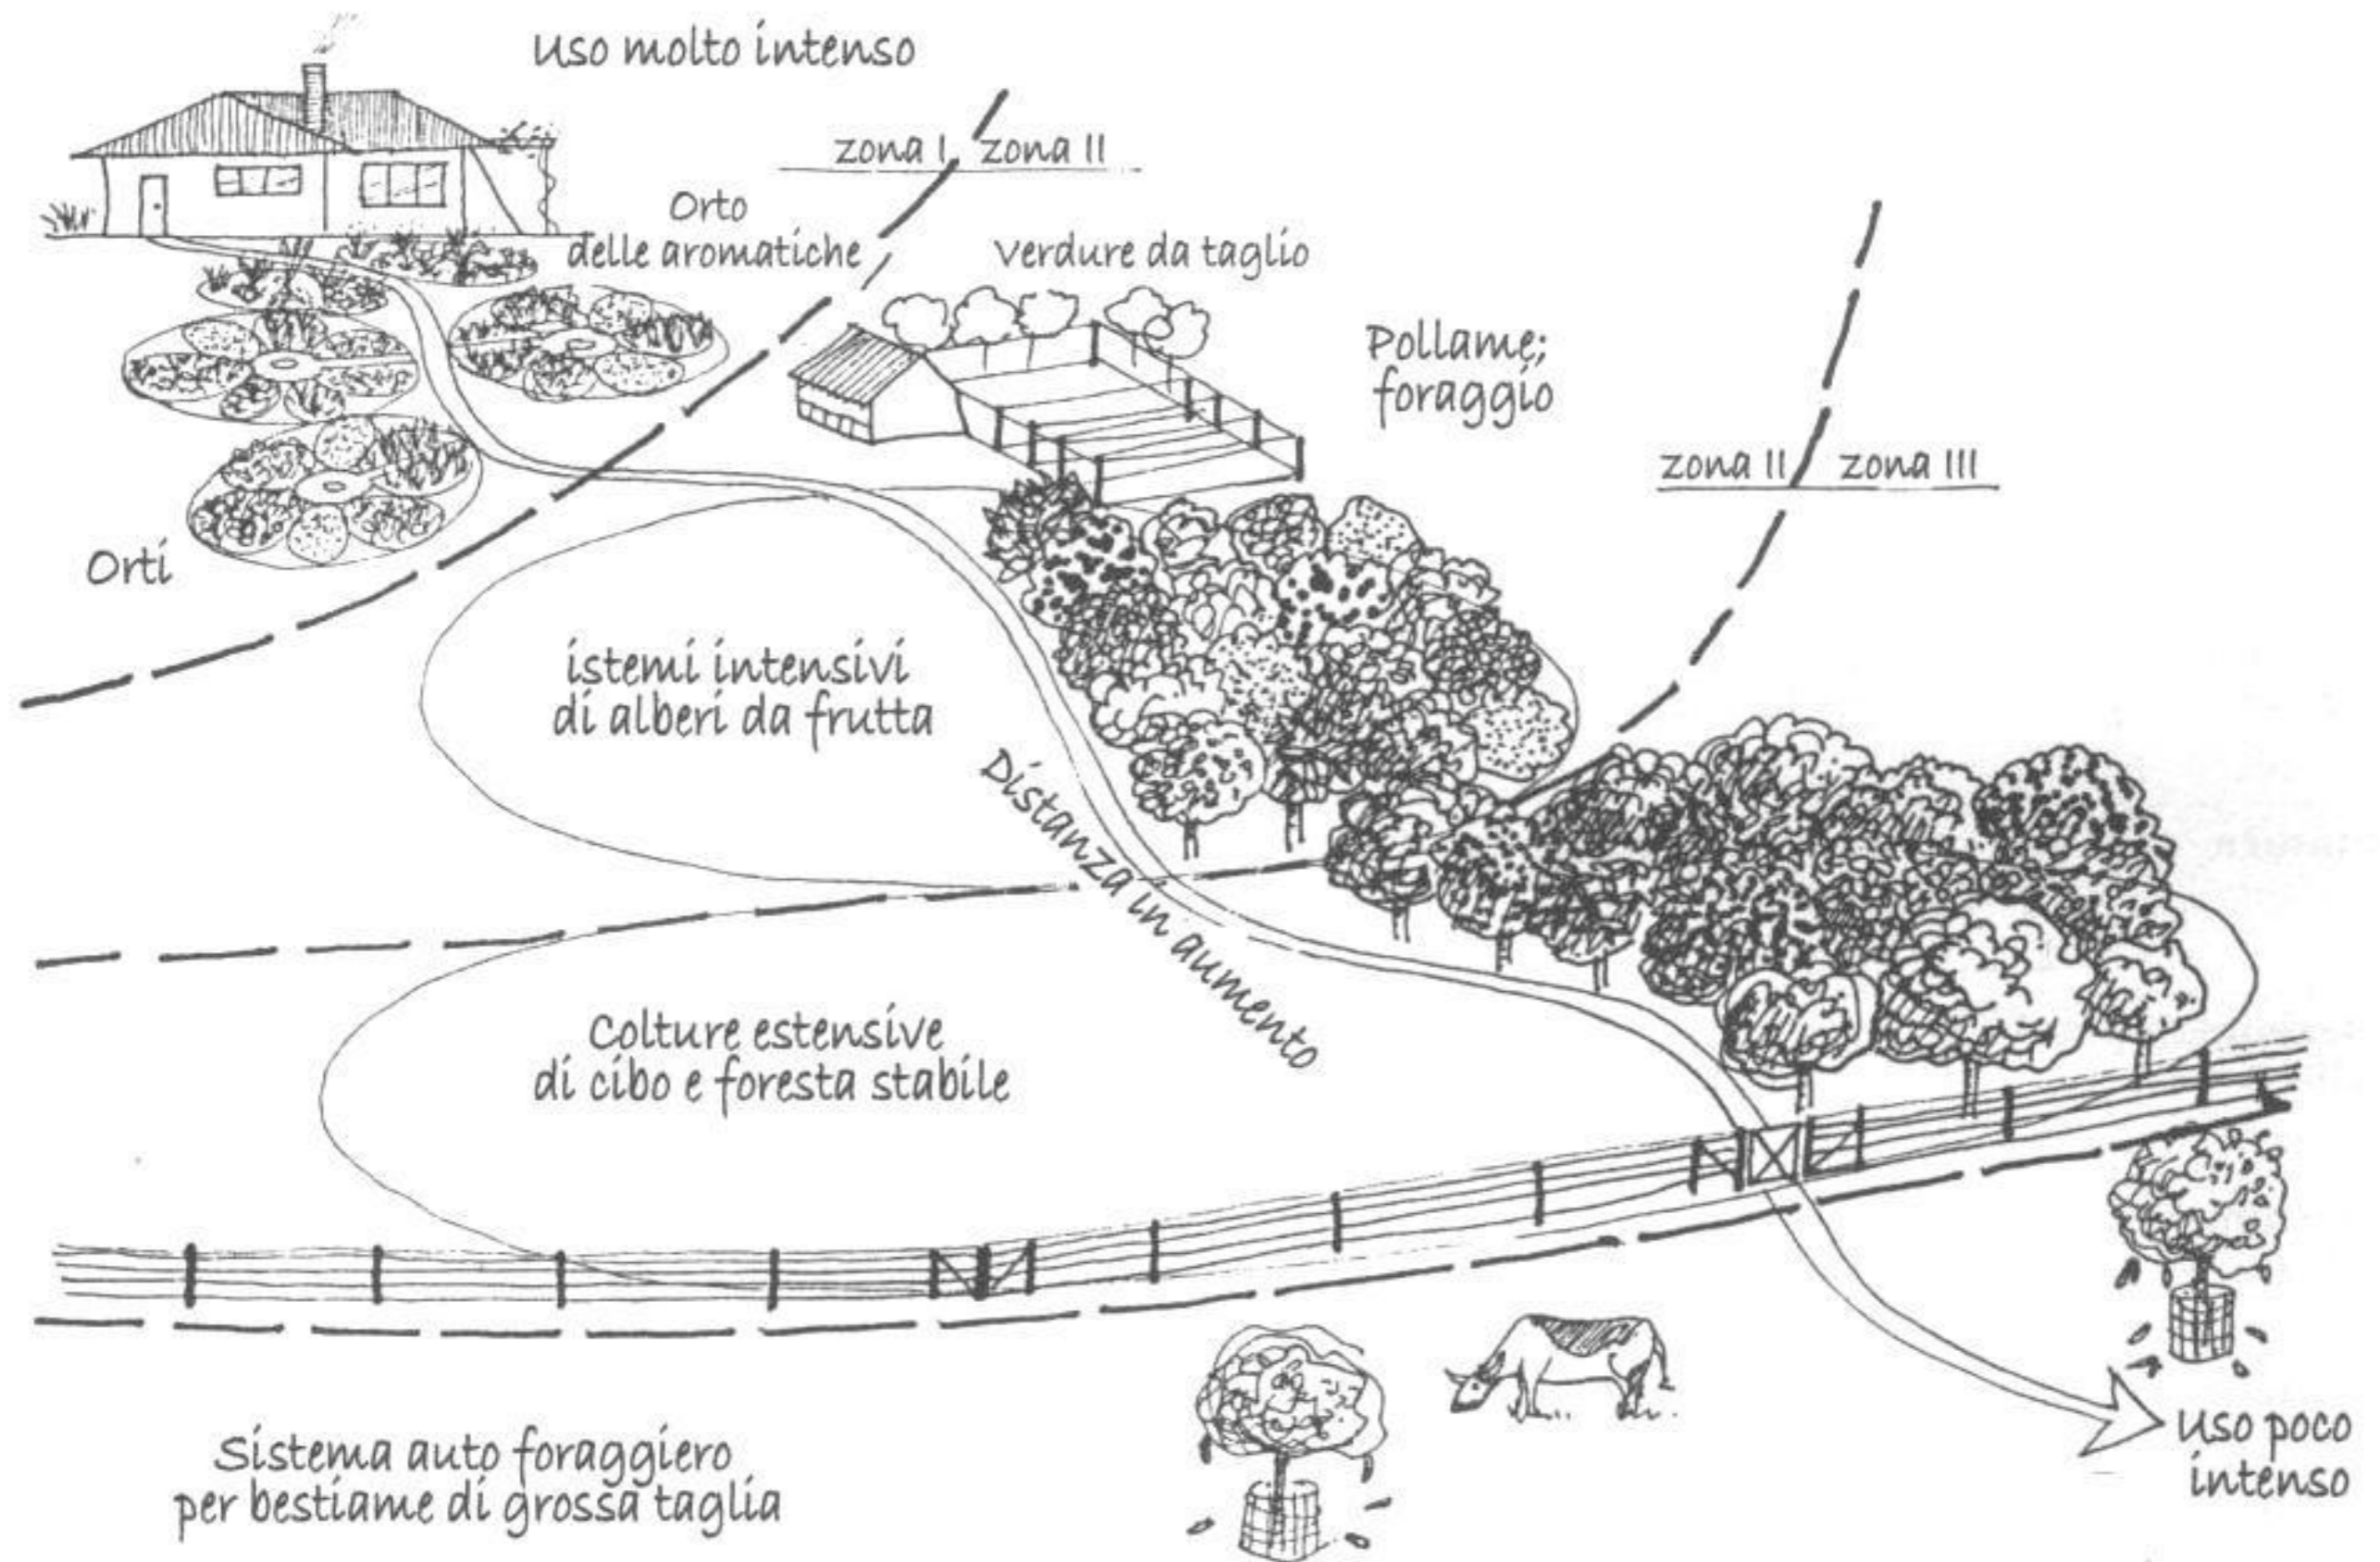 Uso molto intenso
zona I
zona II
Orto
delle aromatiche
Verdure da taglio
Pollame;
foraggio
zona II
zona III
Orti
istemi intensivi
di alberi da frutta
Distanza in aumento
Colture estensive
di cibo e foresta stabile
Sistema auto foraggiero
per bestiame di grossa taglia
Uso poco
intenso